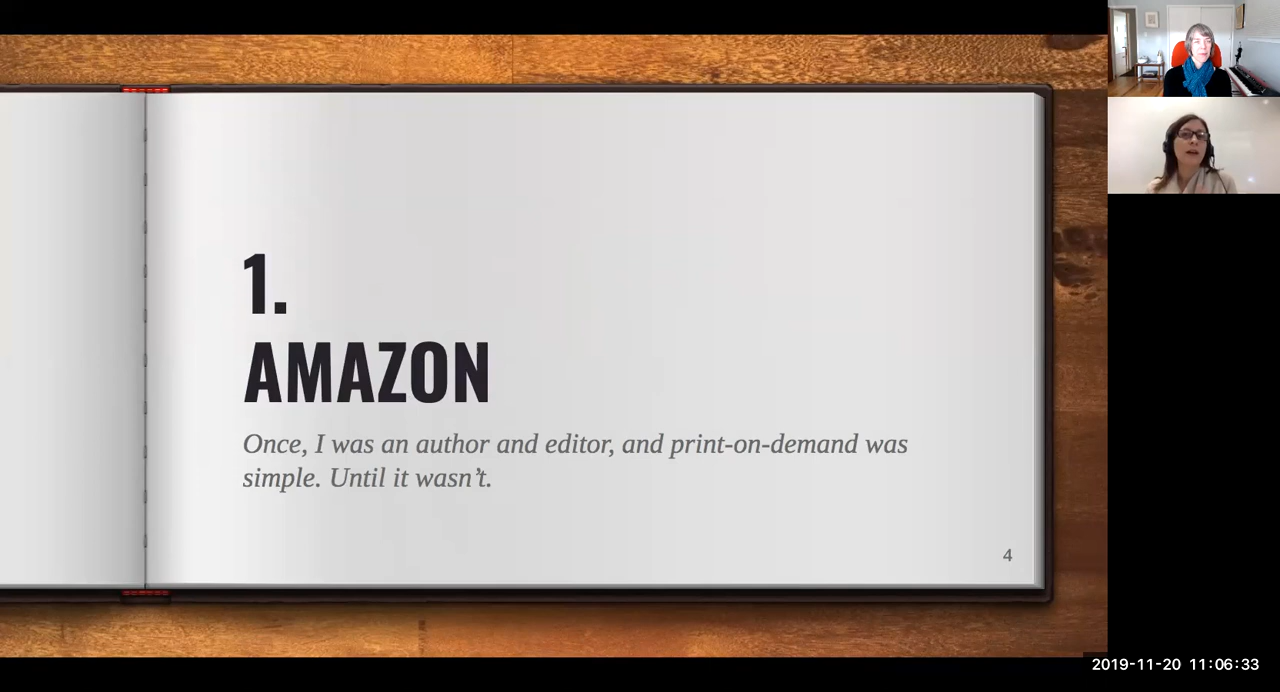 1.
AMAZON
Once, I was an author and editor, and print-on-demand was
simple. Until it wasn’t.
4
2019-11-20 11:06:33